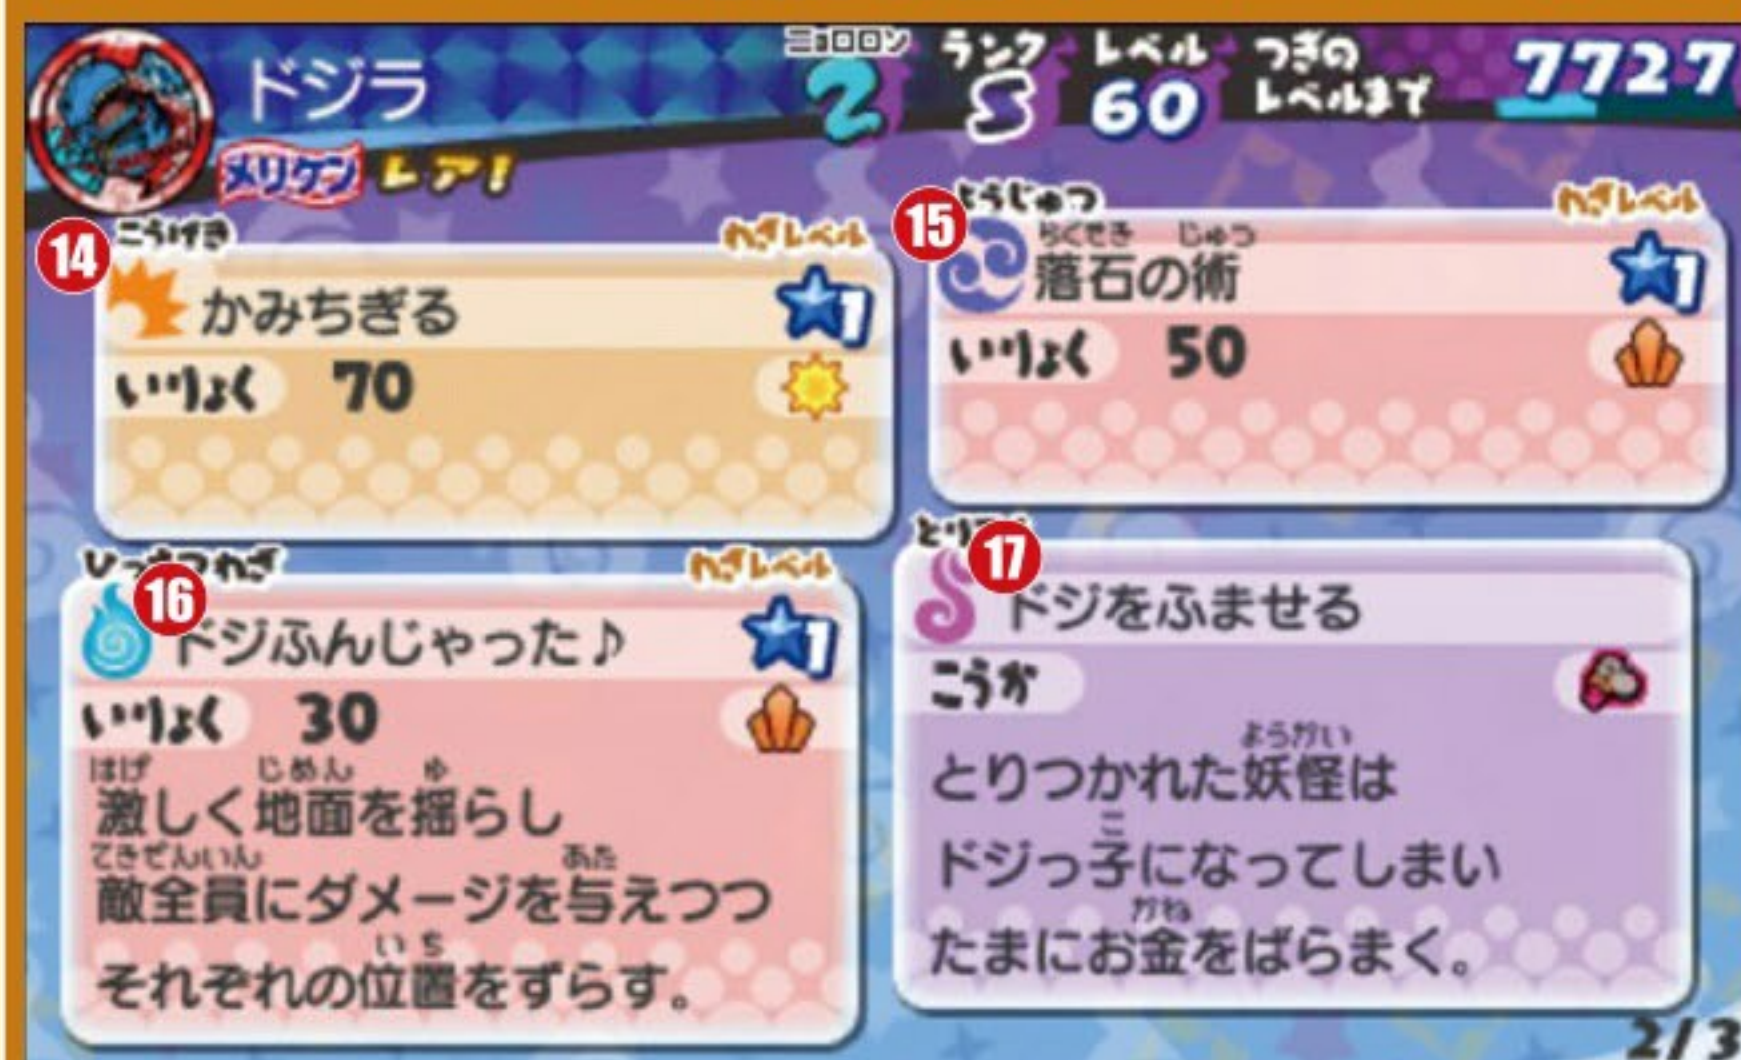 ドジラ
ニョロロン
2
ランク
S
レベル
60
つぎの
レベルまで
7727
メリケン レア!
14
こうげき
わざレベル
かみちぎる
1
いりょく 70
15
ようじゅつ
わざレベル
らくせき じゅつ
落石の術
1
いりょく 50
16
わざレベル
ドジふんじゃった♪
1
いりょく 30
はげ じめん ゆ
激しく地面を揺らし
てきぜんいん あた
敵全員にダメージを与えつつ
いち
それぞれの位置をずらす。
17
ドジをふませる
こうか
ようかい
とりつかれた妖怪は
こ
ドジっ子になってしまい
かね
たまにお金をばらまく。
2/3